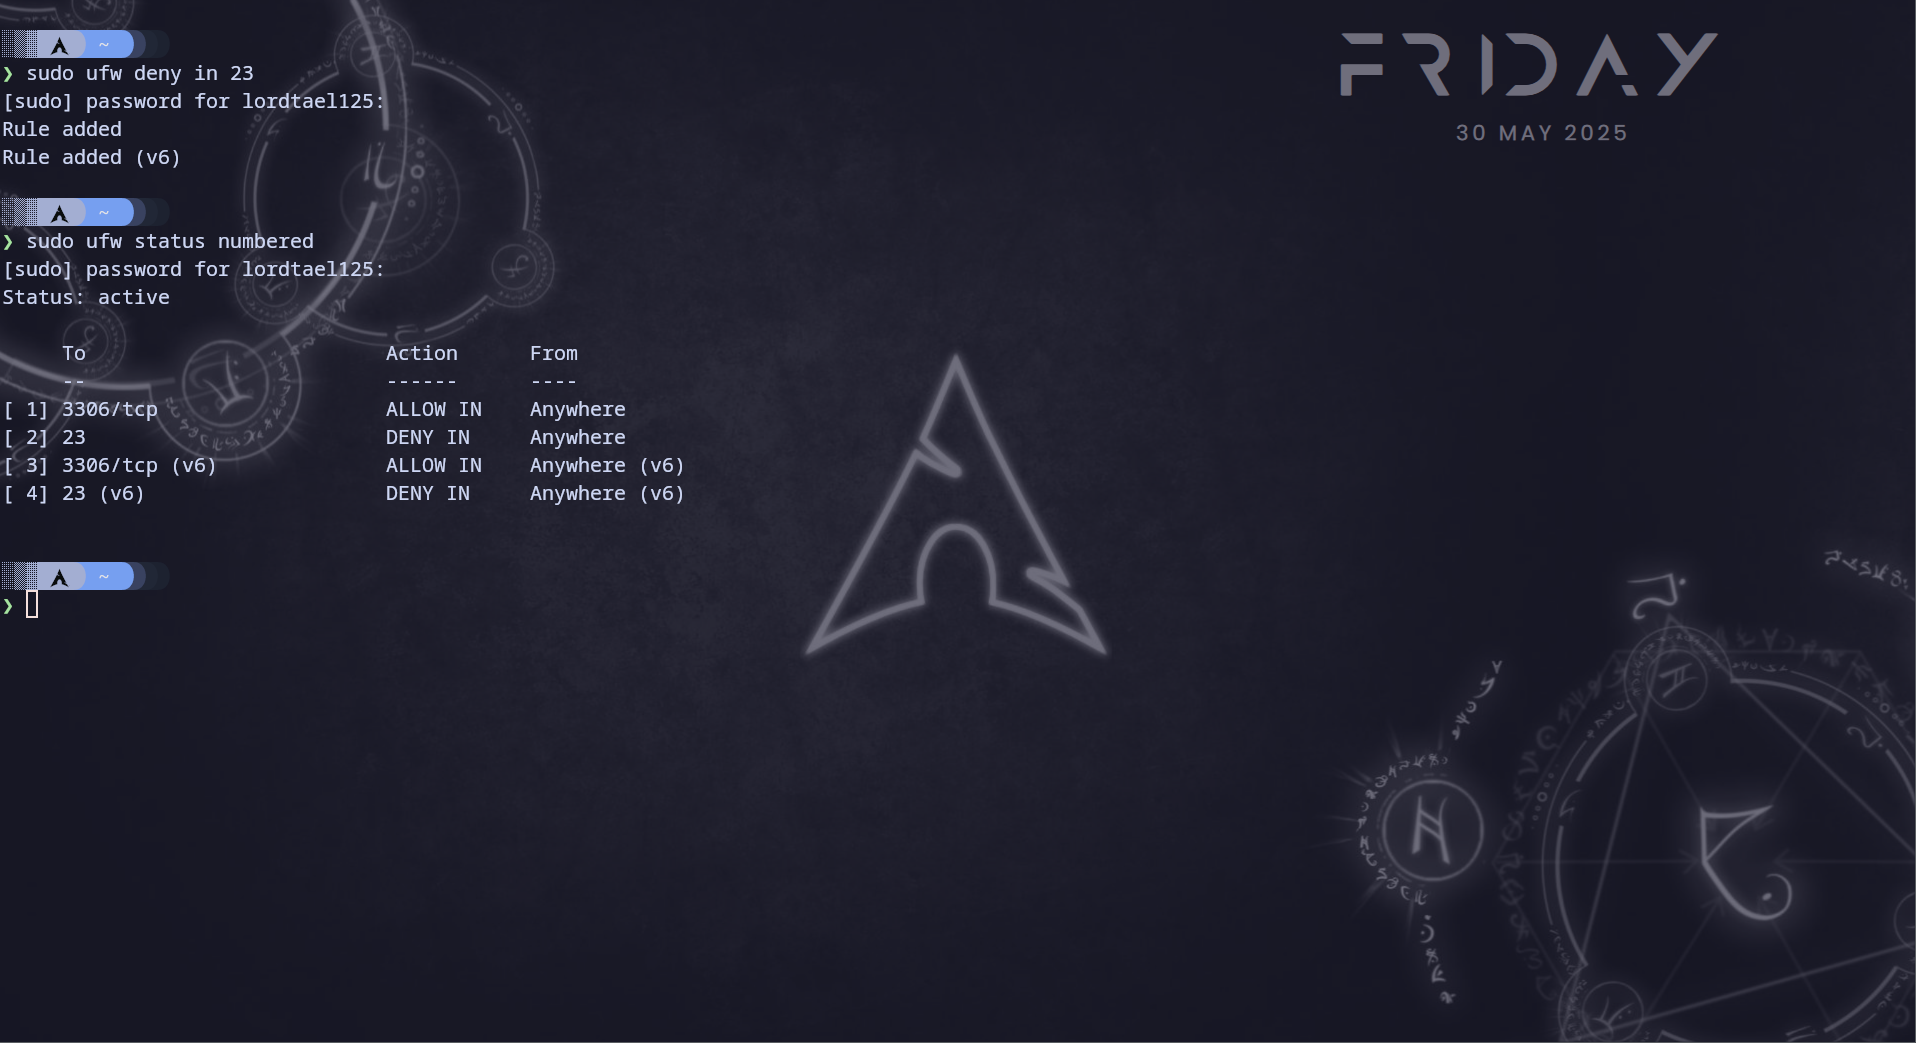 ~
❯ sudo ufw deny in 23
[sudo] password for lordtael125:
Rule added
Rule added (v6)
~
❯ sudo ufw status numbered
[sudo] password for lordtael125:
Status: active
To Action From
-- ------ ----
[ 1] 3306/tcp ALLOW IN Anywhere
[ 2] 23 DENY IN Anywhere
[ 3] 3306/tcp (v6) ALLOW IN Anywhere (v6)
[ 4] 23 (v6) DENY IN Anywhere (v6)
~
❯
FRIDAY
30 MAY 2025